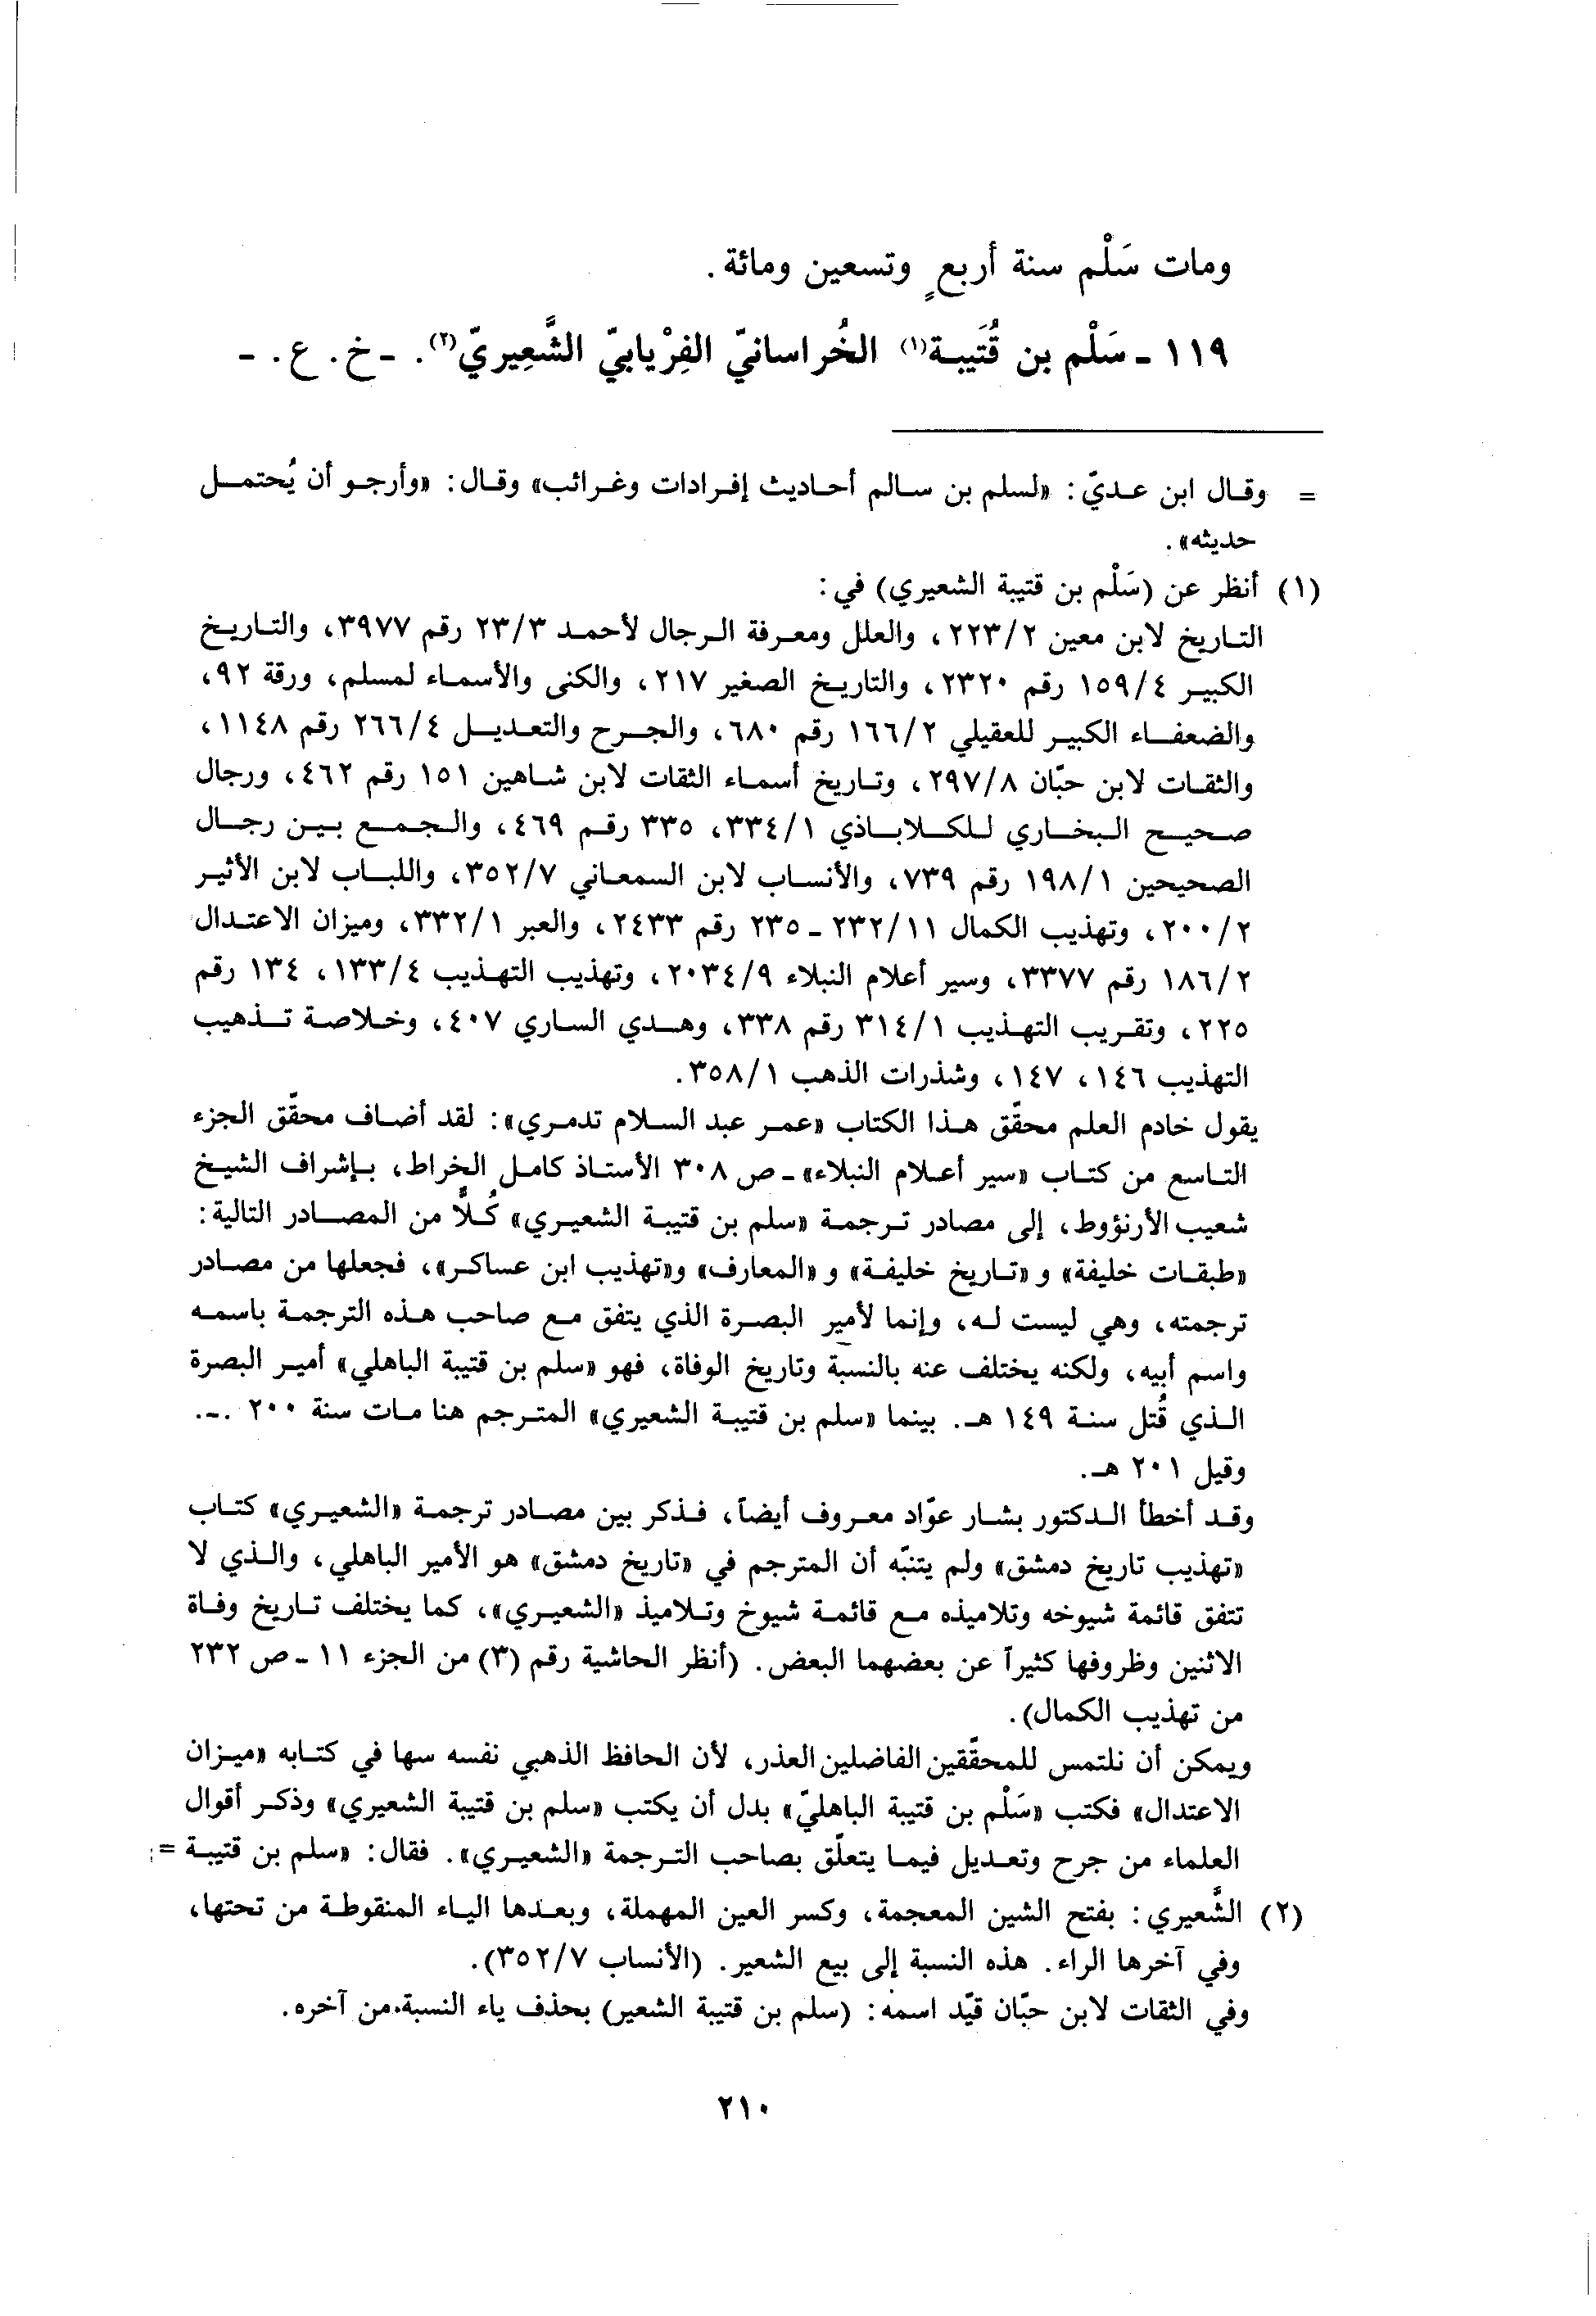 ومات سَلْم سنة أربعٍ وتسعين ومائة.
١١٩ ـ سَلْم بن قُتَيبة(١) الخُراسانيّ الفِرْيابيّ الشَّعِيريّ(٢). ـ خ. ع. ـ
= وقال ابن عديّ: «لسلم بن سالم أحاديث إفرادات وغرائب» وقال: «وأرجو أن يُحتمل
حديثه».
(١) أنظر عن (سَلْم بن قتيبة الشعيري) في:
التاريخ لابن معين ٢/٢٢٣، والعلل ومعرفة الرجال لأحمد ٣/٢٣ رقم ٣٩٧٧، والتاريخ
الكبير ٤/١٥٩ رقم ٢٣٢٠، والتاريخ الصغير ٢١٧، والكنى والأسماء لمسلم، ورقة ٩٢،
والضعفاء الكبير للعقيلي ٢/١٦٦ رقم ٦٨٠، والجرح والتعديل ٤/٢٦٦ رقم ١١٤٨،
والثقات لابن حبّان ٨/٢٩٧، وتاريخ أسماء الثقات لابن شاهين ١٥١ رقم ٤٦٢، ورجال
صحيح البخاري للكلاباذي ١/٣٣٤، ٣٣٥ رقم ٤٦٩، والجمع بين رجال
الصحيحين ١/١٩٨ رقم ٧٣٩، والأنساب لابن السمعاني ٧/٣٥٢، واللباب لابن الأثير
٢/٢٠٠، وتهذيب الكمال ١١/٢٣٢ ـ ٢٣٥ رقم ٢٤٣٣، والعبر ١/٣٣٢، وميزان الاعتدال
٢/١٨٦ رقم ٣٣٧٧، وسير أعلام النبلاء ٩/٢٠٣٤، وتهذيب التهذيب ٤/١٣٣، ١٣٤ رقم
٢٢٥، وتقريب التهذيب ١/٣١٤ رقم ٣٣٨، وهدي الساري ٤٠٧، وخلاصة تذهيب
التهذيب ١٤٦، ١٤٧، وشذرات الذهب ١/٣٥٨.
يقول خادم العلم محقّق هذا الكتاب «عمر عبد السلام تدمري»: لقد أضاف محقّق الجزء
التاسع من كتاب «سير أعلام النبلاء» ـ ص ٣٠٨ الأستاذ كامل الخراط، بإشراف الشيخ
شعيب الأرنؤوط، إلى مصادر ترجمة «سلم بن قتيبة الشعيري» كُلاًّ من المصادر التالية:
«طبقات خليفة» و «تاريخ خليفة» و «المعارف» و«تهذيب ابن عساكر»، فجعلها من مصادر
ترجمته، وهي ليست له، وإنما لأمير البصرة الذي يتفق مع صاحب هذه الترجمة باسمه
واسم أبيه، ولكنه يختلف عنه بالنسبة وتاريخ الوفاة، فهو «سلم بن قتيبة الباهلي» أمير البصرة
الذي قُتل سنة ١٤٩ هـ. بينما «سلم بن قتيبة الشعيري» المترجم هنا مات سنة ٢٠٠ .ـ.
وقيل ٢٠١ هـ.
وقد أخطأ الدكتور بشار عوّاد معروف أيضاً، فذكر بين مصادر ترجمة «الشعيري» كتاب
«تهذيب تاريخ دمشق» ولم يتنبّه أن المترجم في «تاريخ دمشق» هو الأمير الباهلي، والذي لا
تتفق قائمة شيوخه وتلاميذه مع قائمة شيوخ وتلاميذ «الشعيري»، كما يختلف تاريخ وفاة
الاثنين وظروفها كثيراً عن بعضهما البعض. (أنظر الحاشية رقم (٣) من الجزء ١١ ـ ص ٢٣٢
من تهذيب الكمال).
ويمكن أن نلتمس للمحقّقين الفاضلين العذر، لأن الحافظ الذهبي نفسه سها في كتابه «ميزان
الاعتدال» فكتب «سَلْم بن قتيبة الباهليّ» بدل أن يكتب «سلم بن قتيبة الشعيري» وذكر أقوال
العلماء من جرح وتعديل فيما يتعلّق بصاحب الترجمة «الشعيري». فقال: «سلم بن قتيبة =
(٢) الشَّعيري: بفتح الشين المعجمة، وكسر العين المهملة، وبعدها الياء المنقوطة من تحتها،
وفي آخرها الراء. هذه النسبة إلى بيع الشعير. (الأنساب ٧/٣٥٢).
وفي الثقات لابن حبّان قيّد اسمه: (سلم بن قتيبة الشعير) بحذف ياء النسبة من آخره.
٢١٠